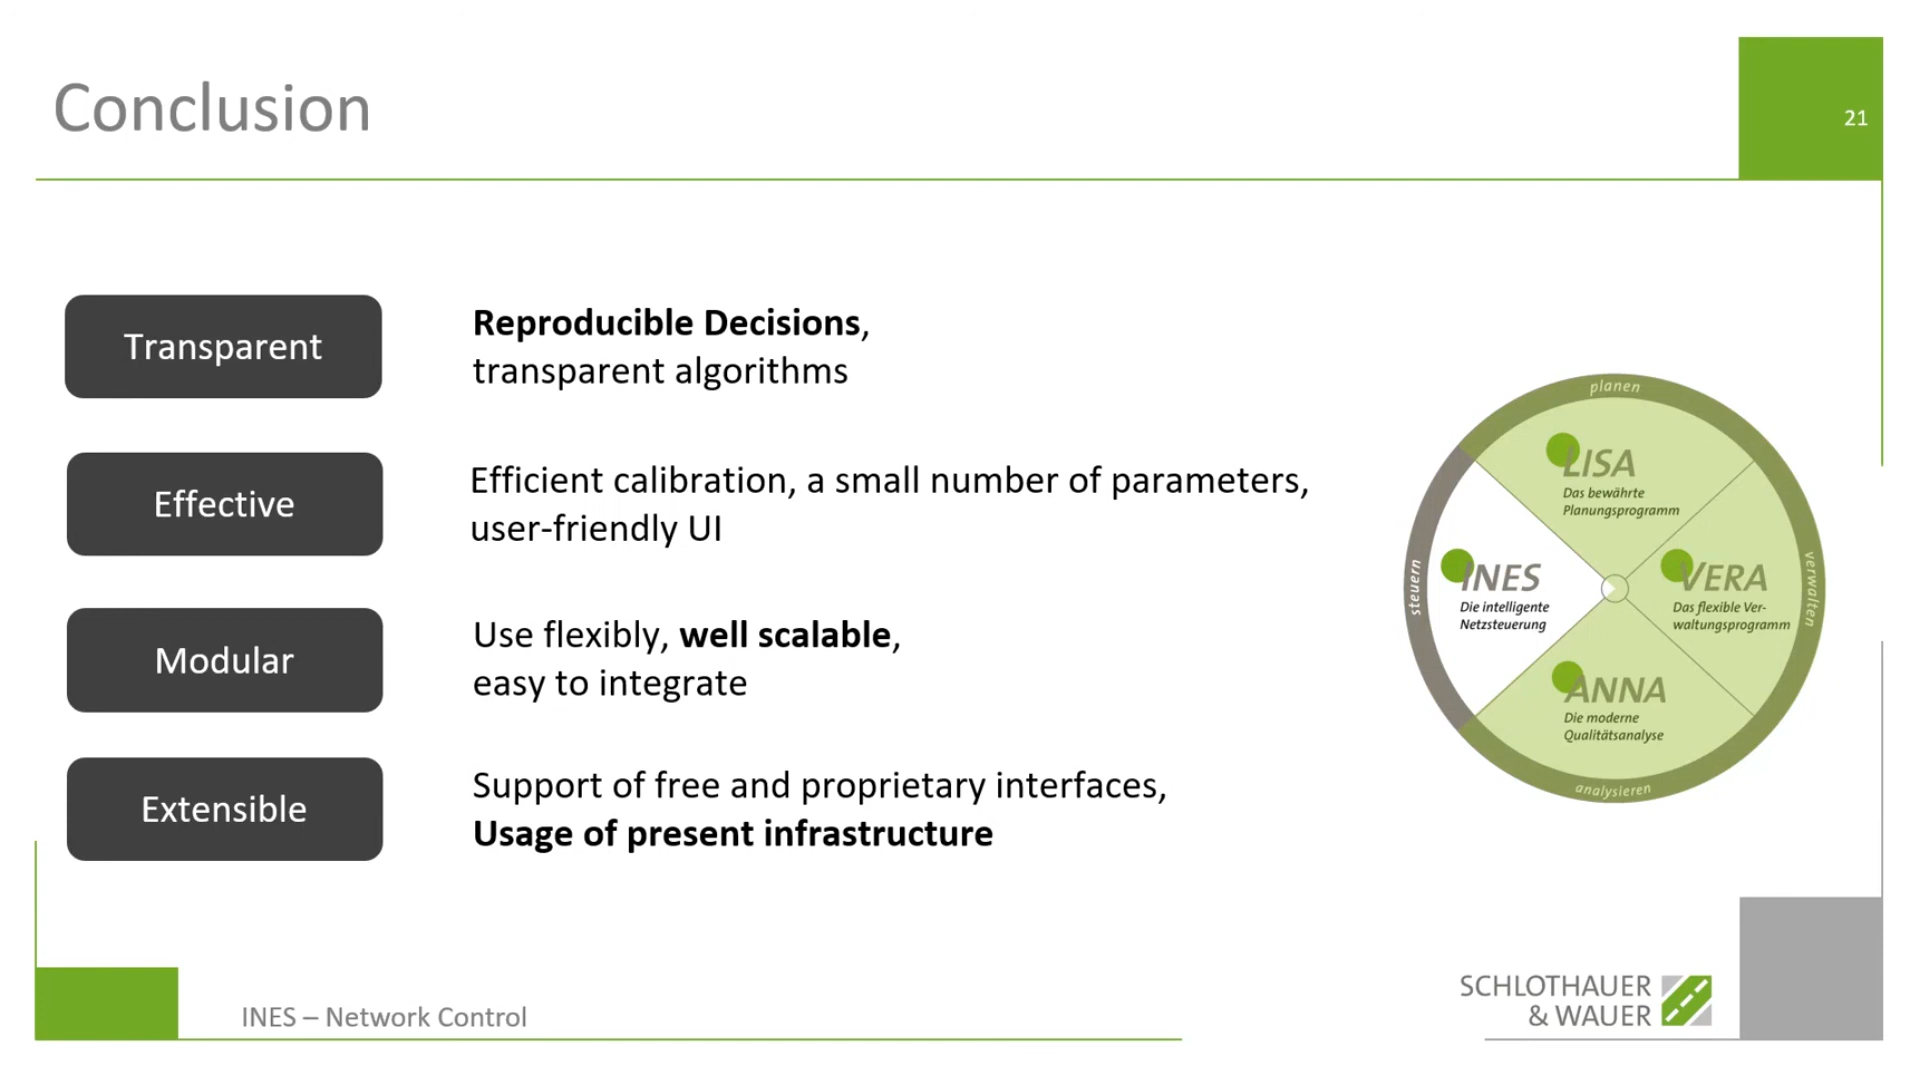 Conclusion
21
Transparent
Reproducible Decisions,
transparent algorithms
Effective
Efficient calibration, a small number of parameters,
user-friendly UI
Modular
Use flexibly, well scalable,
easy to integrate
Extensible
Support of free and proprietary interfaces,
Usage of present infrastructure
planen
LISA
Das bewährte
Planungsprogramm
steuern
INES
Die intelligente
Netzsteuerung
VERA
Das flexible Ver-
waltungsprogramm
verwalten
ANNA
Die moderne
Qualitätsanalyse
analysieren
INES – Network Control
SCHLOTHAUER
& WAUER